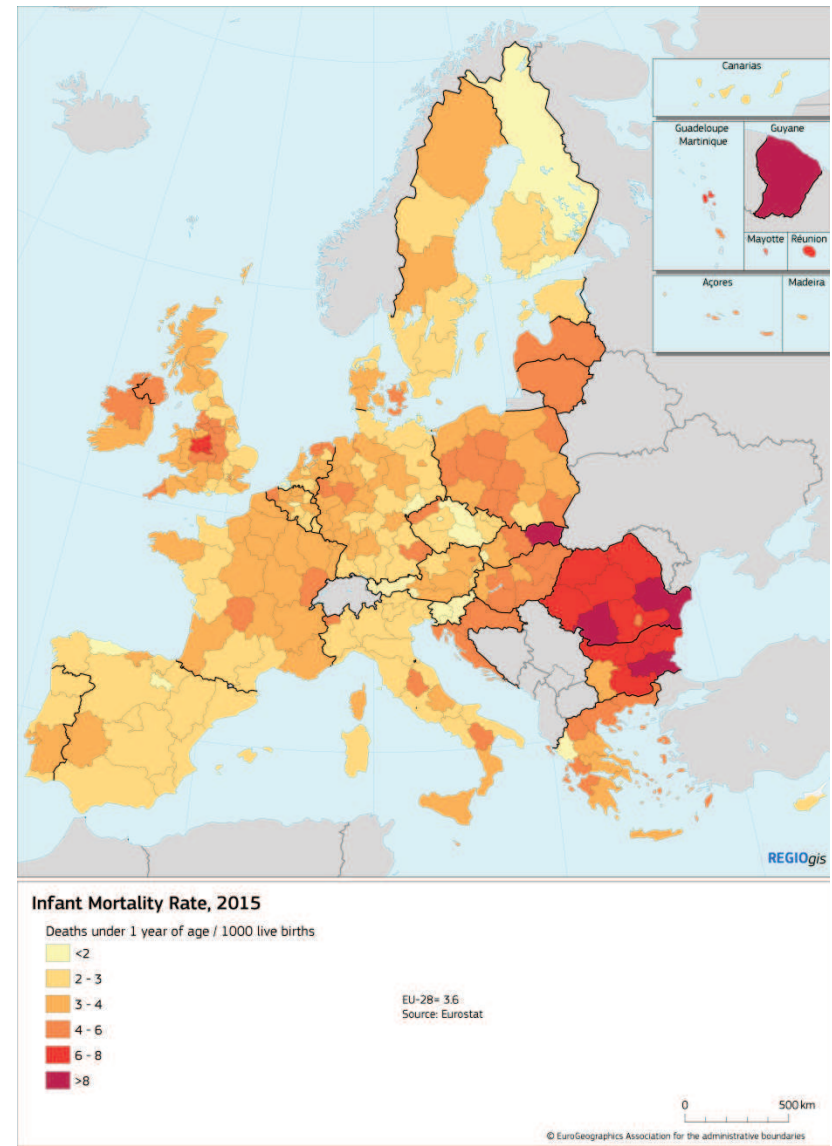 Canarias
Guadeloupe
Martinique
Guyane
Mayotte
Réunion
Açores
Madeira
REGIOgis
Infant Mortality Rate, 2015
Deaths under 1 year of age / 1000 live births
<2
2 - 3
3 - 4
4 - 6
6 - 8
>8
EU-28= 3.6
Source: Eurostat
0 500 km
© EuroGeographics Association for the administrative boundaries